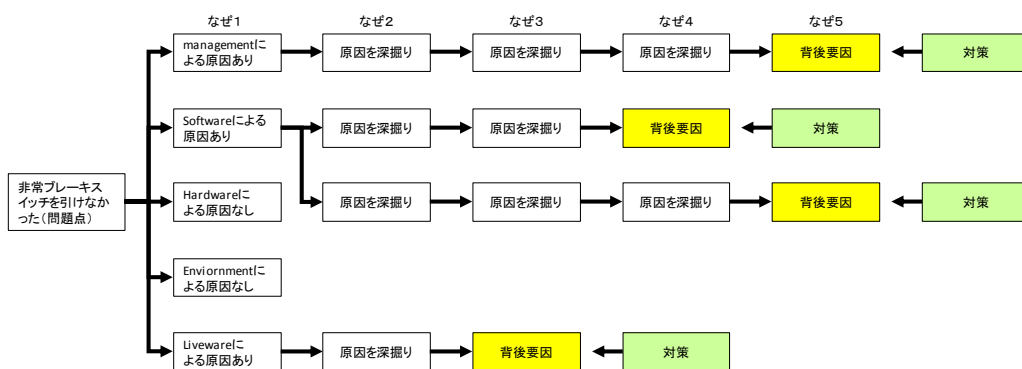 なぜ1 なぜ2 なぜ3 なぜ4 なぜ5
managementに
よる原因あり
原因を深掘り
原因を深掘り
原因を深掘り
背後要因
対策
Softwareによる
原因あり
原因を深掘り
原因を深掘り
背後要因
対策
非常ブレーキス
イッチを引けなか
った(問題点)
Hardwareに
よる原因なし
原因を深掘り
原因を深掘り
原因を深掘り
背後要因
対策
Enviornmentに
よる原因なし
Livewareに
よる原因あり
原因を深掘り
背後要因
対策